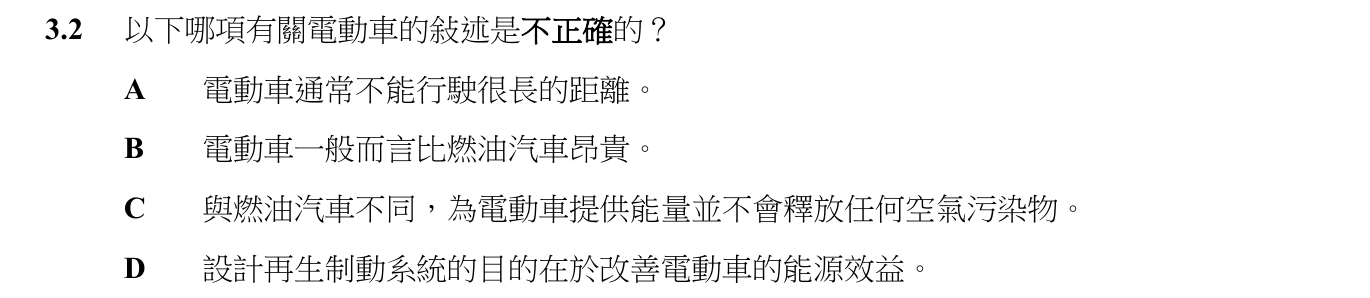 3.2 以下哪項有關電動車的敍述是不正確的？
A 電動車通常不能行駛很長的距離。
B 電動車一般而言比燃油汽車昂貴。
C 與燃油汽車不同，為電動車提供能量並不會釋放任何空氣污染物。
D 設計再生制動系統的目的在於改善電動車的能源效益。